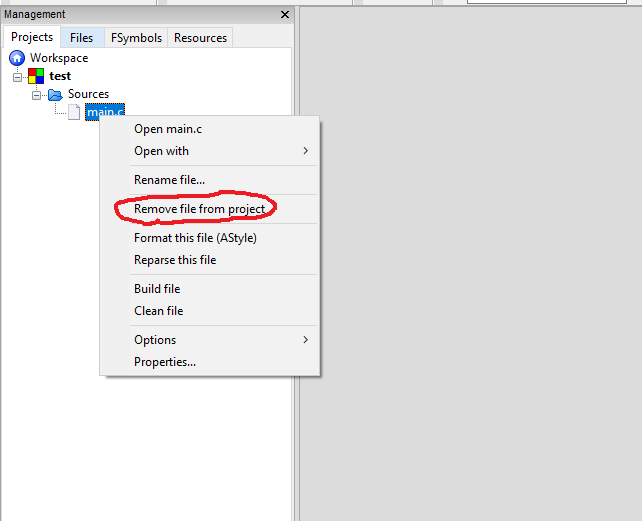 Management
Projects Files FSymbols Resources
Workspace
test
Sources
main.c
Open main.c
Open with
Rename file...
Remove file from project
Format this file (AStyle)
Reparse this file
Build file
Clean file
Options
Properties...